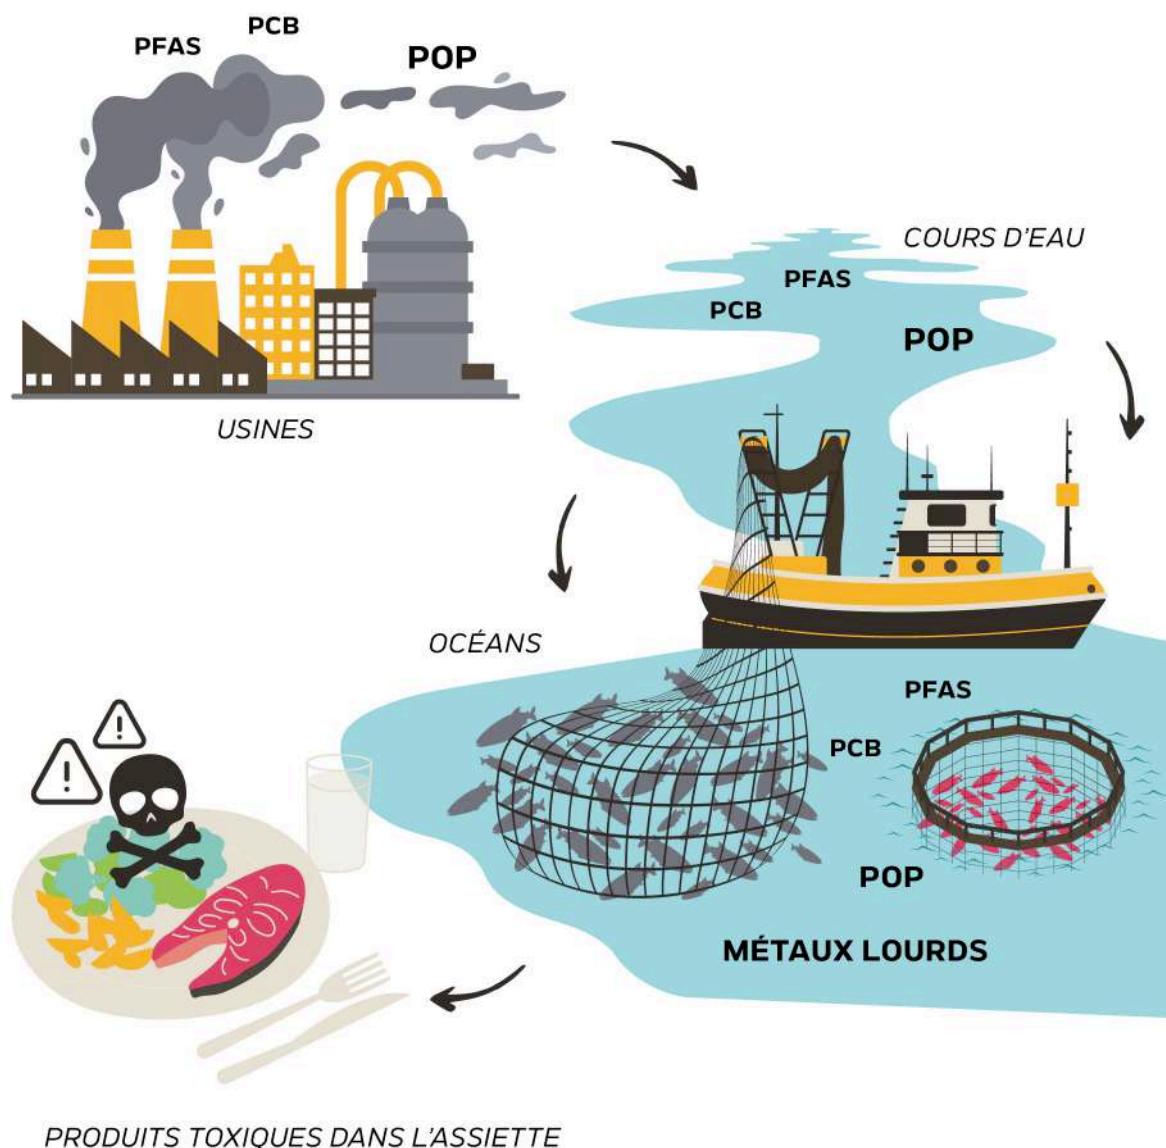 PCB
PFAS
POP
COURS D'EAU
PFAS
PCB
POP
USINES
OCÉANS
PFAS
PCB
POP
MÉTAUX LOURDS
PRODUITS TOXIQUES DANS L'ASSIETTE